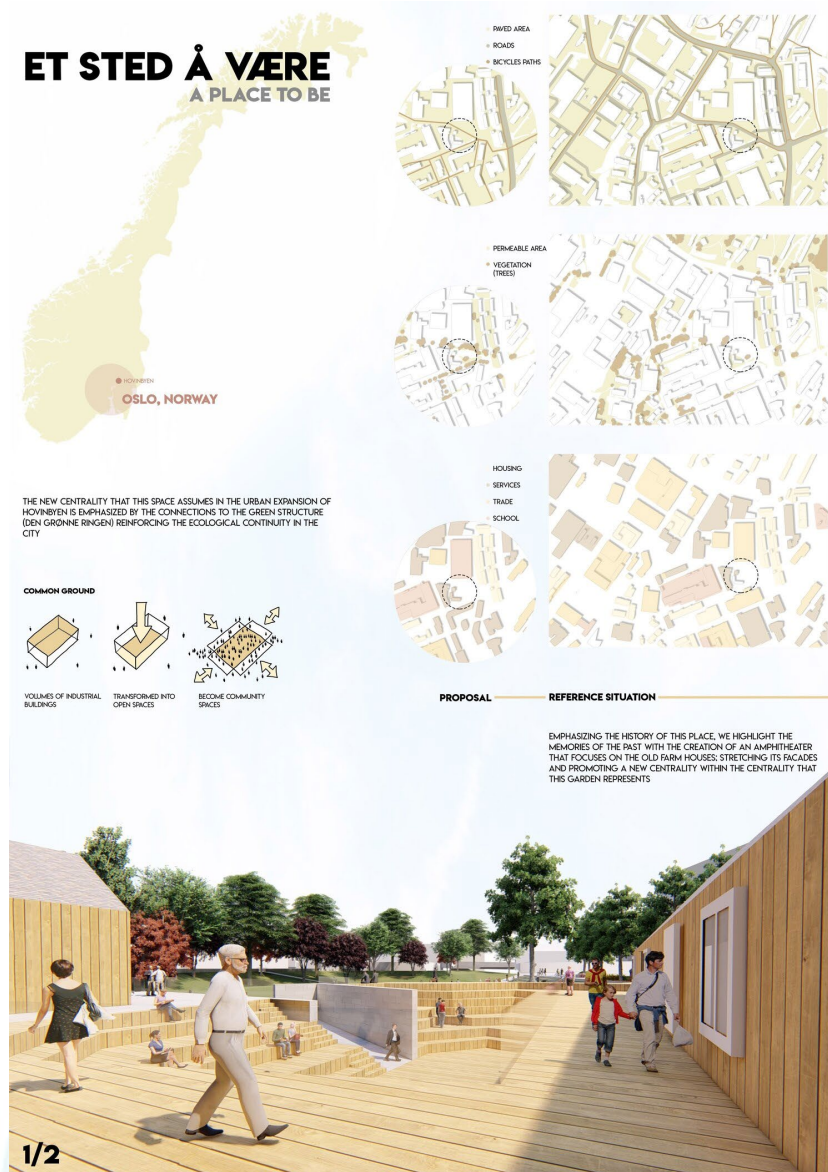 ET STED Å VÆRE
A PLACE TO BE
HOVINBYEN
OSLO, NORWAY
PAVED AREA
ROADS
BICYCLES PATHS
PERMEABLE AREA
VEGETATION
(TREES)
HOUSING
SERVICES
TRADE
SCHOOL
THE NEW CENTRALITY THAT THIS SPACE ASSUMES IN THE URBAN EXPANSION OF
HOVINBYEN IS EMPHASIZED BY THE CONNECTIONS TO THE GREEN STRUCTURE
(DEN GRØNNE RINGEN) REINFORCING THE ECOLOGICAL CONTINUITY IN THE
CITY
COMMON GROUND
VOLUMES OF INDUSTRIAL
BUILDINGS
TRANSFORMED INTO
OPEN SPACES
BECOME COMMUNITY
SPACES
PROPOSAL
REFERENCE SITUATION
EMPHASIZING THE HISTORY OF THIS PLACE, WE HIGHLIGHT THE
MEMORIES OF THE PAST WITH THE CREATION OF AN AMPHITHEATER
THAT FOCUSES ON THE OLD FARM HOUSES; STRETCHING ITS FACADES
AND PROMOTING A NEW CENTRALITY WITHIN THE CENTRALITY THAT
THIS GARDEN REPRESENTS
1/2